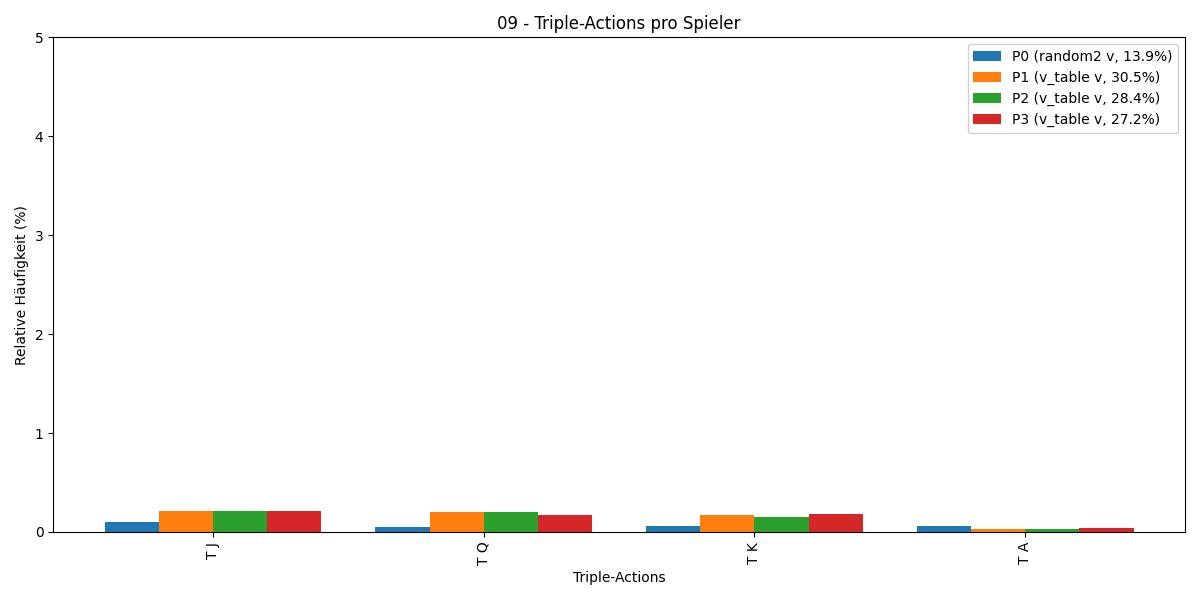 09 - Triple-Actions pro Spieler
P0 (random2 v, 13.9%)
P1 (v_table v, 30.5%)
P2 (v_table v, 28.4%)
P3 (v_table v, 27.2%)
Relative Häufigkeit (%)
5
4
3
2
1
0
T J
T Q
T K
T A
Triple-Actions